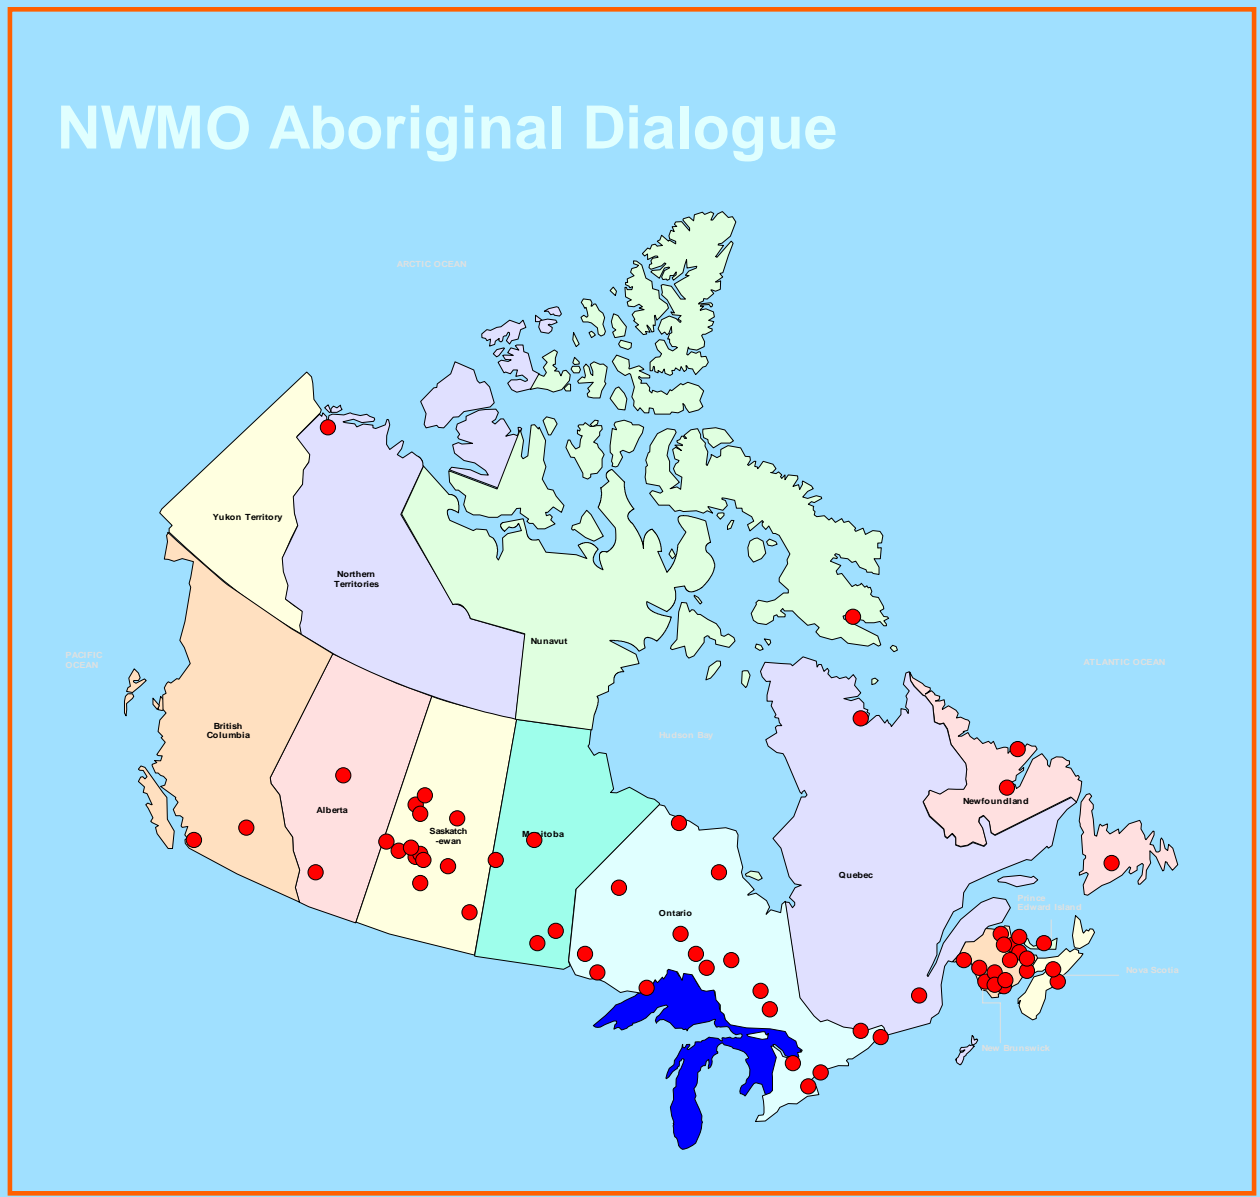 NWMO Aboriginal Dialogue
ARCTIC OCEAN
Yukon Territory
Northern
Territories
Nunavut
PACIFIC
OCEAN
ATLANTIC OCEAN
British
Columbia
Hudson Bay
Alberta
Saskatch
-ewan
Manitoba
Newfoundland
Quebec
Ontario
Prince
Edward Island
Nova Scotia
New Brunswick